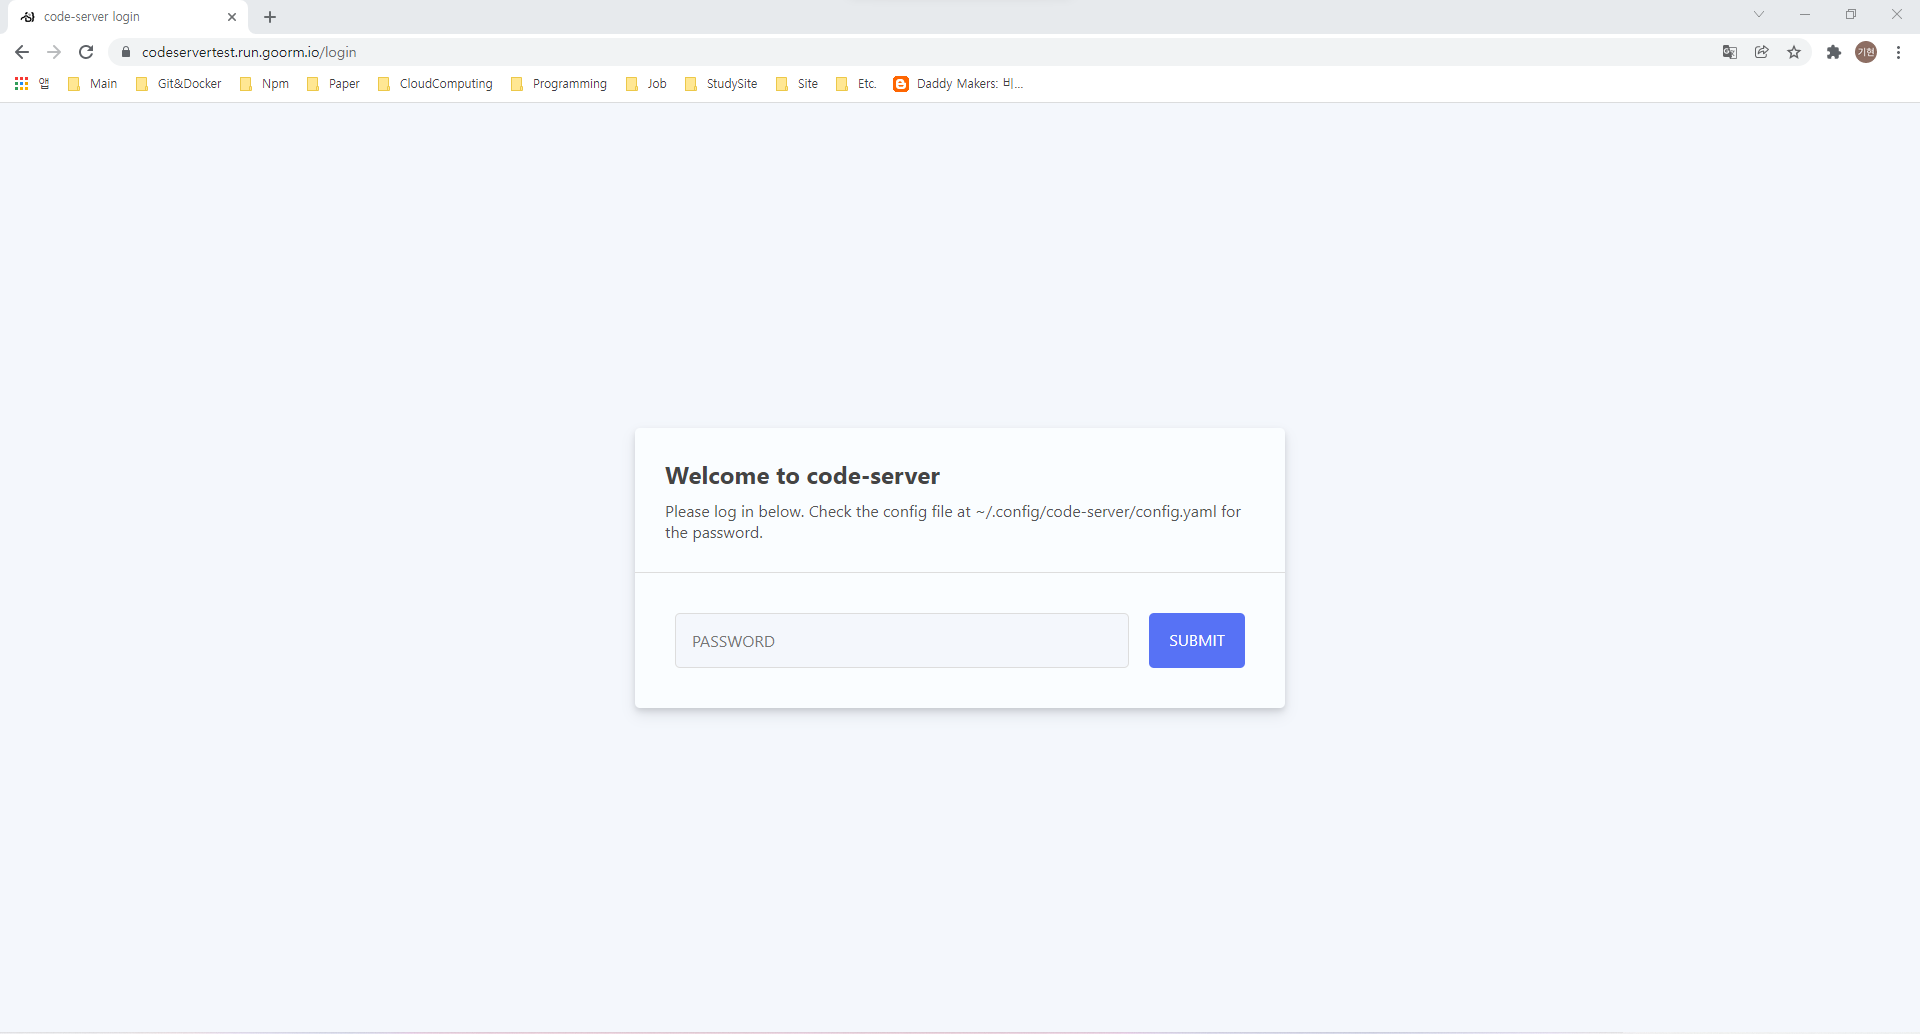 code-server login
codeservertest.run.goorm.io/login
기현
앱 Main Git&Docker Npm Paper CloudComputing Programming Job StudySite Site Etc. Daddy Makers: 비...
Welcome to code-server
Please log in below. Check the config file at ~/.config/code-server/config.yaml for
the password.
PASSWORD SUBMIT